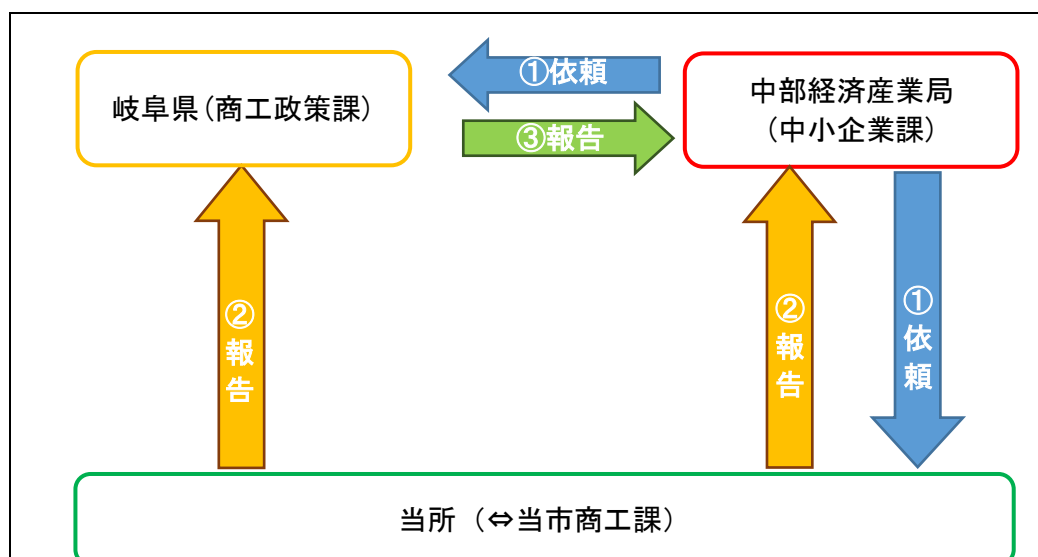 岐阜県(商工政策課)
①依頼
③報告
中部経済産業局
(中小企業課)
②報告
②報告
①依頼
当所（⇔当市商工課）